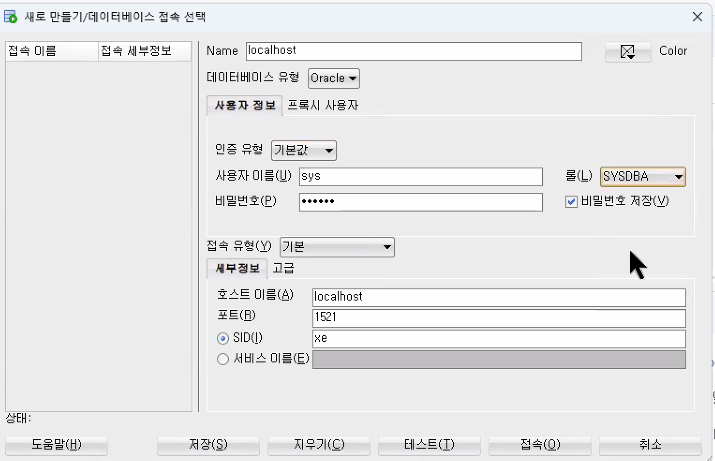 새로 만들기/데이터베이스 접속 선택
접속 이름 접속 세부정보
Name localhost Color
데이터베이스 유형 Oracle
사용자 정보 프록시 사용자
인증 유형 기본값
사용자 이름(U) sys 롤(L) SYSDBA
비밀번호(P) •••••• 비밀번호 저장(V)
접속 유형(Y) 기본
세부정보 고급
호스트 이름(A) localhost
포트(R) 1521
SID(I) xe
서비스 이름(E)
상태:
도움말(H) 저장(S) 지우기(C) 테스트(T) 접속(O) 취소